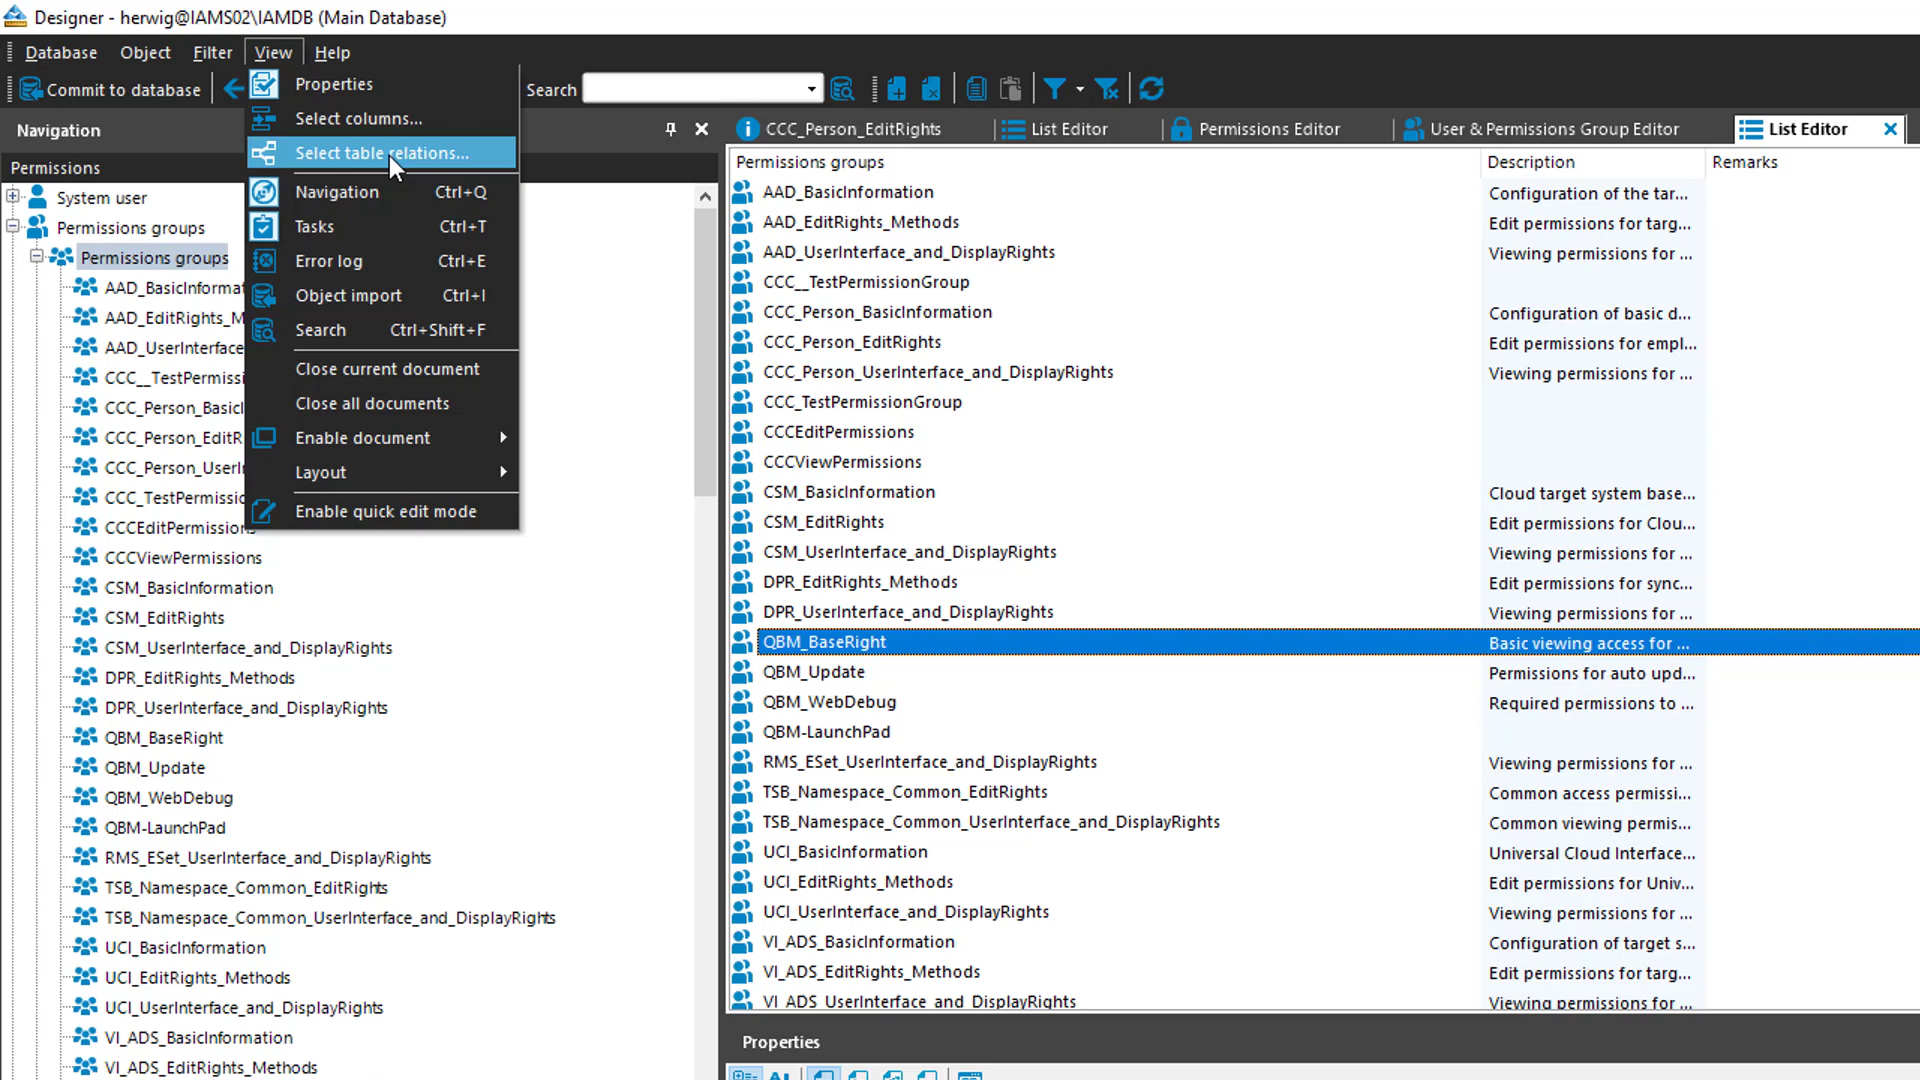 Designer - herwig@IAMS02\IAMDB (Main Database)
Database Object Filter View Help
Commit to database
Search
Navigation
Permissions
System user
Permissions groups
Permissions groups
AAD_BasicInformat
AAD_EditRights_M
AAD_UserInterface
CCC__TestPermissi
CCC_Person_BasicI
CCC_Person_EditR
CCC_Person_UserIn
CCC_TestPermissio
CCCEditPermissions
CCCViewPermissions
CSM_BasicInformation
CSM_EditRights
CSM_UserInterface_and_DisplayRights
DPR_EditRights_Methods
DPR_UserInterface_and_DisplayRights
QBM_BaseRight
QBM_Update
QBM_WebDebug
QBM-LaunchPad
RMS_ESet_UserInterface_and_DisplayRights
TSB_Namespace_Common_EditRights
TSB_Namespace_Common_UserInterface_and_DisplayRights
UCI_BasicInformation
UCI_EditRights_Methods
UCI_UserInterface_and_DisplayRights
VI_ADS_BasicInformation
VI_ADS_EditRights_Methods
Properties
Select columns...
Select table relations...
Navigation Ctrl+Q
Tasks Ctrl+T
Error log Ctrl+E
Object import Ctrl+I
Search Ctrl+Shift+F
Close current document
Close all documents
Enable document
Layout
Enable quick edit mode
CCC_Person_EditRights List Editor Permissions Editor User & Permissions Group Editor List Editor
Permissions groups Description Remarks
AAD_BasicInformation Configuration of the tar...
AAD_EditRights_Methods Edit permissions for targ...
AAD_UserInterface_and_DisplayRights Viewing permissions for ...
CCC__TestPermissionGroup
CCC_Person_BasicInformation Configuration of basic d...
CCC_Person_EditRights Edit permissions for empl...
CCC_Person_UserInterface_and_DisplayRights Viewing permissions for ...
CCC_TestPermissionGroup
CCCEditPermissions
CCCViewPermissions
CSM_BasicInformation Cloud target system base...
CSM_EditRights Edit permissions for Clou...
CSM_UserInterface_and_DisplayRights Viewing permissions for ...
DPR_EditRights_Methods Edit permissions for sync...
DPR_UserInterface_and_DisplayRights Viewing permissions for ...
QBM_BaseRight Basic viewing access for ...
QBM_Update Permissions for auto upd...
QBM_WebDebug Required permissions to ...
QBM-LaunchPad
RMS_ESet_UserInterface_and_DisplayRights Viewing permissions for ...
TSB_Namespace_Common_EditRights Common access permissi...
TSB_Namespace_Common_UserInterface_and_DisplayRights Common viewing permis...
UCI_BasicInformation Universal Cloud Interface...
UCI_EditRights_Methods Edit permissions for Univ...
UCI_UserInterface_and_DisplayRights Viewing permissions for ...
VI_ADS_BasicInformation Configuration of target s...
VI_ADS_EditRights_Methods Edit permissions for targ...
VI_ADS_UserInterface_and_DisplayRights Viewing permissions for ...
Properties